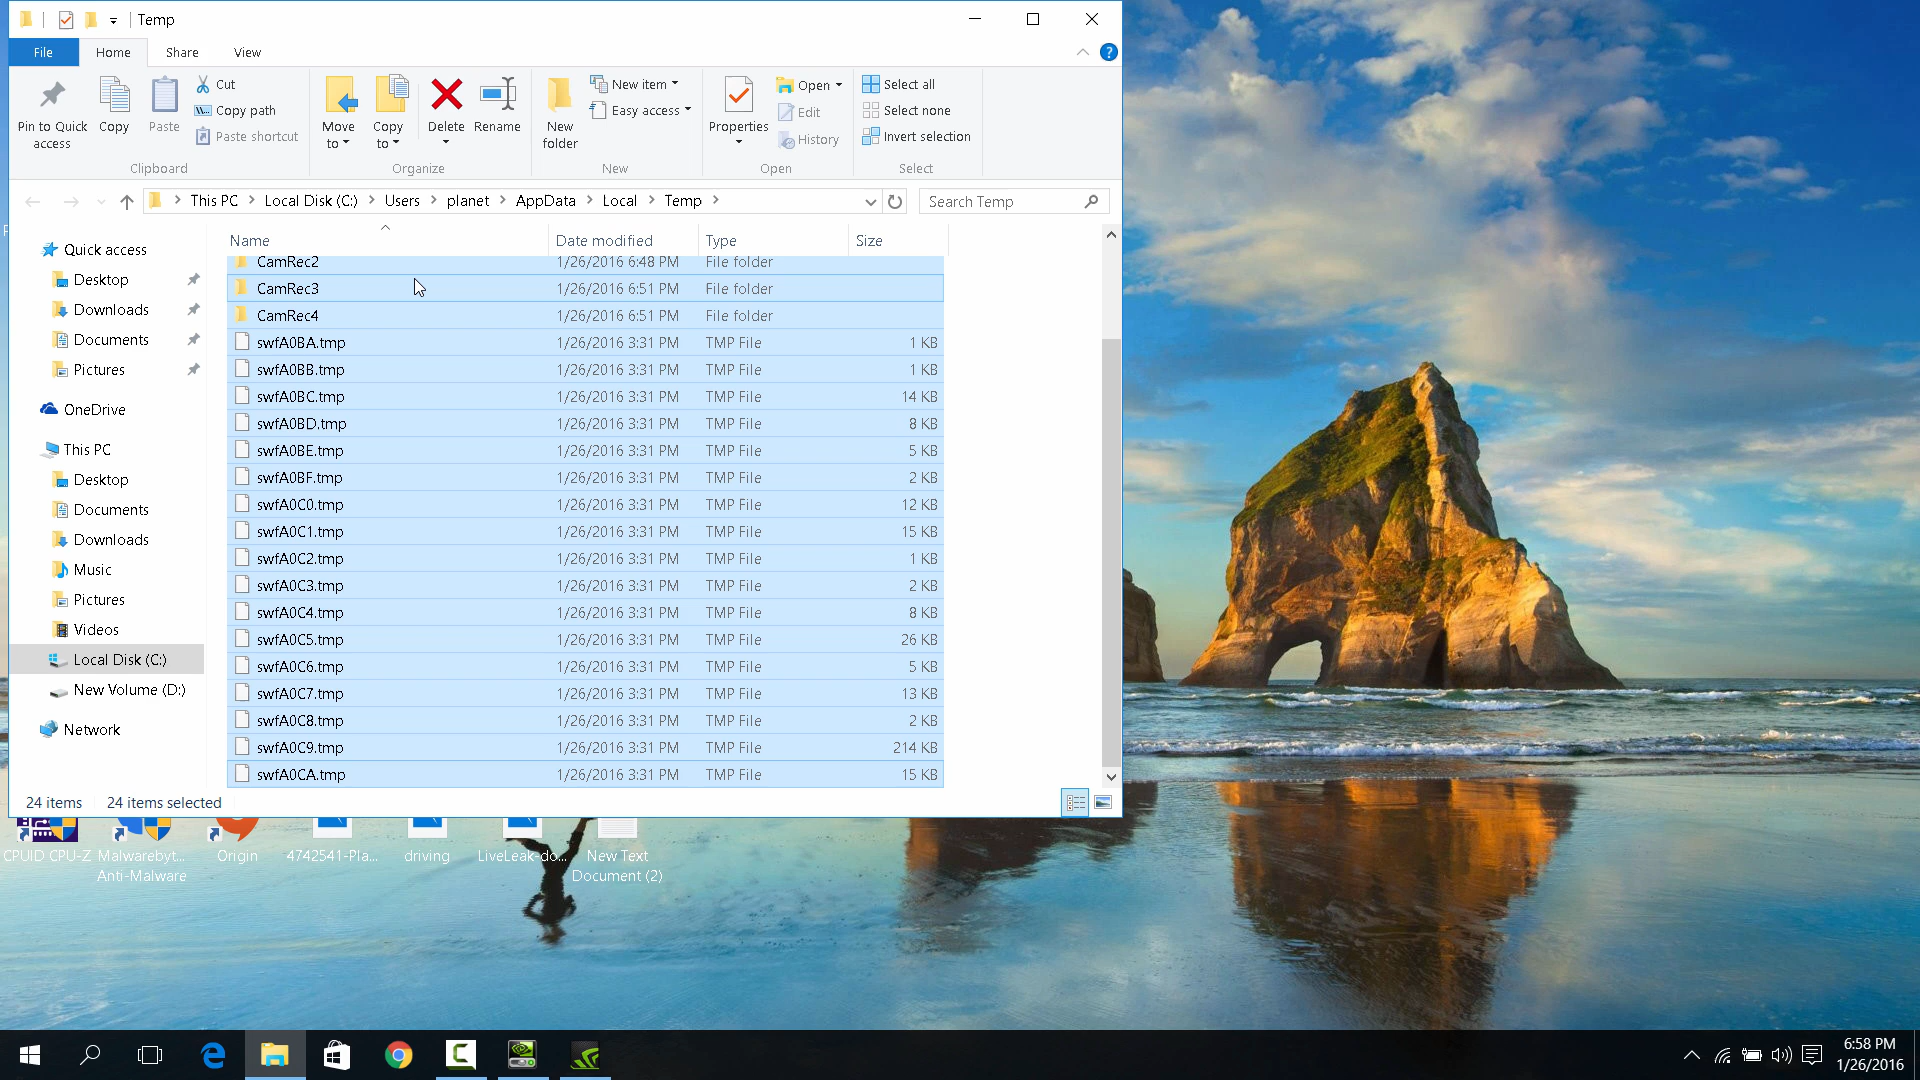 Temp
File Home Share View
Pin to Quick access
Copy
Paste
Cut
Copy path
Paste shortcut
Clipboard
Move to
Copy to
Delete
Rename
Organize
New folder
New item
Easy access
New
Properties
Open
Edit
History
Open
Select all
Select none
Invert selection
Select
This PC Local Disk (C:) Users planet AppData Local Temp
Search Temp
Quick access
Desktop
Downloads
Documents
Pictures
OneDrive
This PC
Desktop
Documents
Downloads
Music
Pictures
Videos
Local Disk (C:)
New Volume (D:)
Network
Name Date modified Type Size
CamRec2 1/26/2016 6:48 PM File folder
CamRec3 1/26/2016 6:51 PM File folder
CamRec4 1/26/2016 6:51 PM File folder
swfA0BA.tmp 1/26/2016 3:31 PM TMP File 1 KB
swfA0BB.tmp 1/26/2016 3:31 PM TMP File 1 KB
swfA0BC.tmp 1/26/2016 3:31 PM TMP File 14 KB
swfA0BD.tmp 1/26/2016 3:31 PM TMP File 8 KB
swfA0BE.tmp 1/26/2016 3:31 PM TMP File 5 KB
swfA0BF.tmp 1/26/2016 3:31 PM TMP File 2 KB
swfA0C0.tmp 1/26/2016 3:31 PM TMP File 12 KB
swfA0C1.tmp 1/26/2016 3:31 PM TMP File 15 KB
swfA0C2.tmp 1/26/2016 3:31 PM TMP File 1 KB
swfA0C3.tmp 1/26/2016 3:31 PM TMP File 2 KB
swfA0C4.tmp 1/26/2016 3:31 PM TMP File 8 KB
swfA0C5.tmp 1/26/2016 3:31 PM TMP File 26 KB
swfA0C6.tmp 1/26/2016 3:31 PM TMP File 5 KB
swfA0C7.tmp 1/26/2016 3:31 PM TMP File 13 KB
swfA0C8.tmp 1/26/2016 3:31 PM TMP File 2 KB
swfA0C9.tmp 1/26/2016 3:31 PM TMP File 214 KB
swfA0CA.tmp 1/26/2016 3:31 PM TMP File 15 KB
24 items 24 items selected
CPUID CPU-Z
Malwarebyt...
Anti-Malware
Origin
4742541-Pla...
driving
LiveLeak-do...
New Text
Document (2)
6:58 PM
1/26/2016